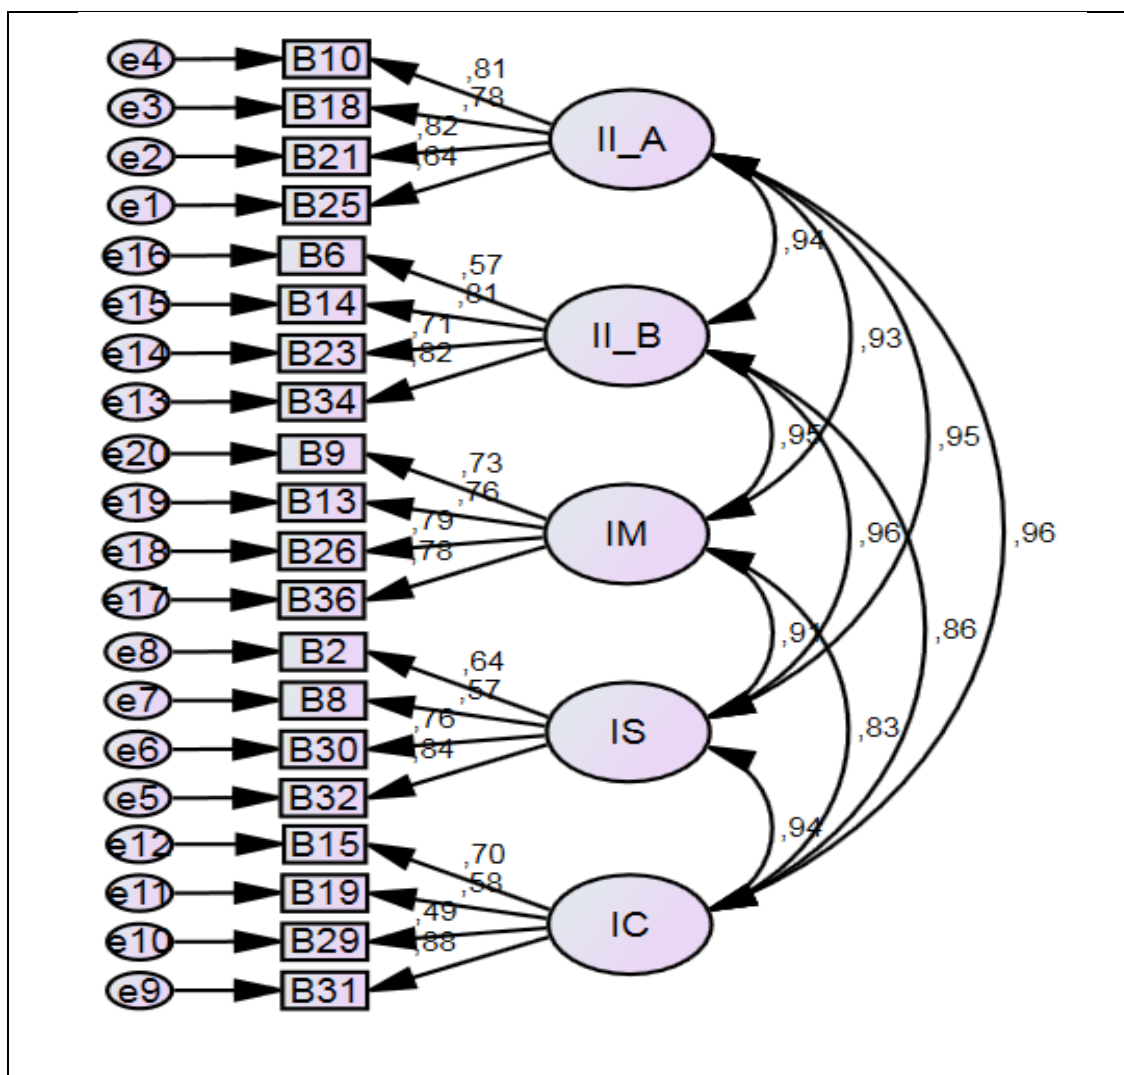 e4 B10 ,81
e3 B18 ,78
e2 B21 ,82
e1 B25 ,64
II_A
e16 B6 ,57
e15 B14 ,81
e14 B23 ,71
e13 B34 ,82
II_B
,94
e20 B9 ,73
e19 B13 ,76
e18 B26 ,79
e17 B36 ,78
IM
,93
,95
,95
e8 B2 ,64
e7 B8 ,57
e6 B30 ,76
e5 B32 ,84
IS
,96
,96
,91
,86
e12 B15 ,70
e11 B19 ,58
e10 B29 ,49
e9 B31 ,88
IC
,83
,94